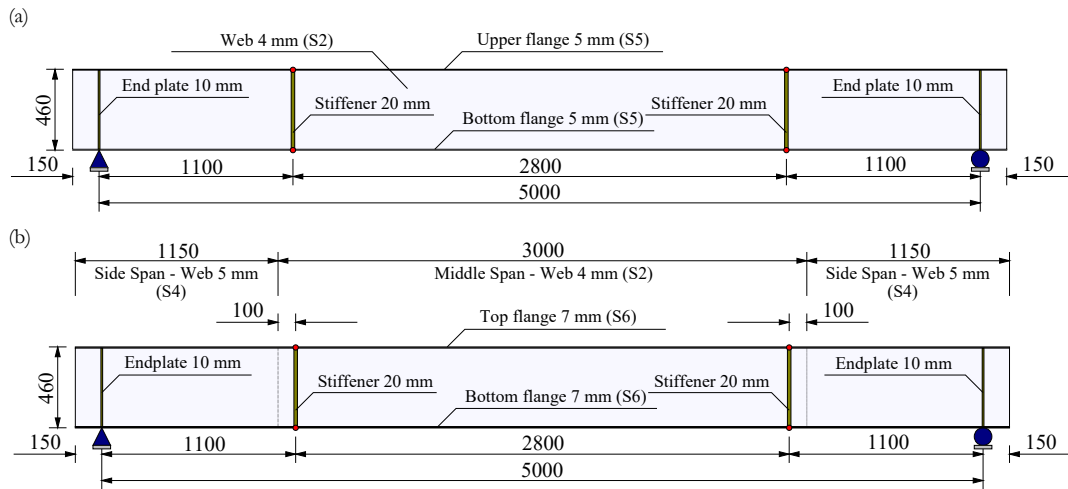 (a)
Web 4 mm (S2)
Upper flange 5 mm (S5)
End plate 10 mm
End plate 10 mm
460
Stiffener 20 mm
Stiffener 20 mm
Bottom flange 5 mm (S5)
150
1100
2800
1100
150
5000
(b)
1150
3000
1150
Side Span - Web 5 mm
(S4)
Middle Span - Web 4 mm (S2)
Side Span - Web 5 mm
(S4)
100
100
Top flange 7 mm (S6)
Endplate 10 mm
Endplate 10 mm
460
Stiffener 20 mm
Stiffener 20 mm
Bottom flange 7 mm (S6)
150
1100
2800
1100
150
5000